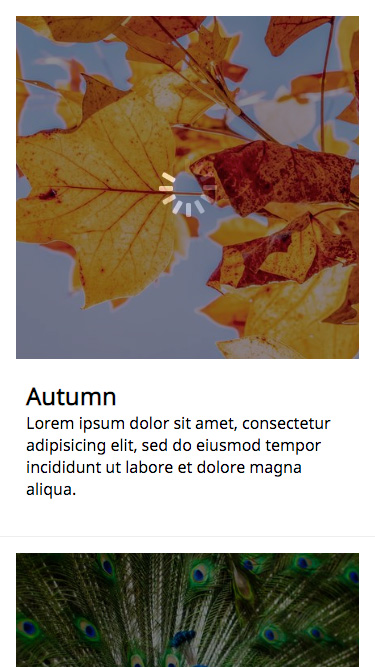 Autumn
Lorem ipsum dolor sit amet, consectetur
adipisicing elit, sed do eiusmod tempor
incididunt ut labore et dolore magna
aliqua.